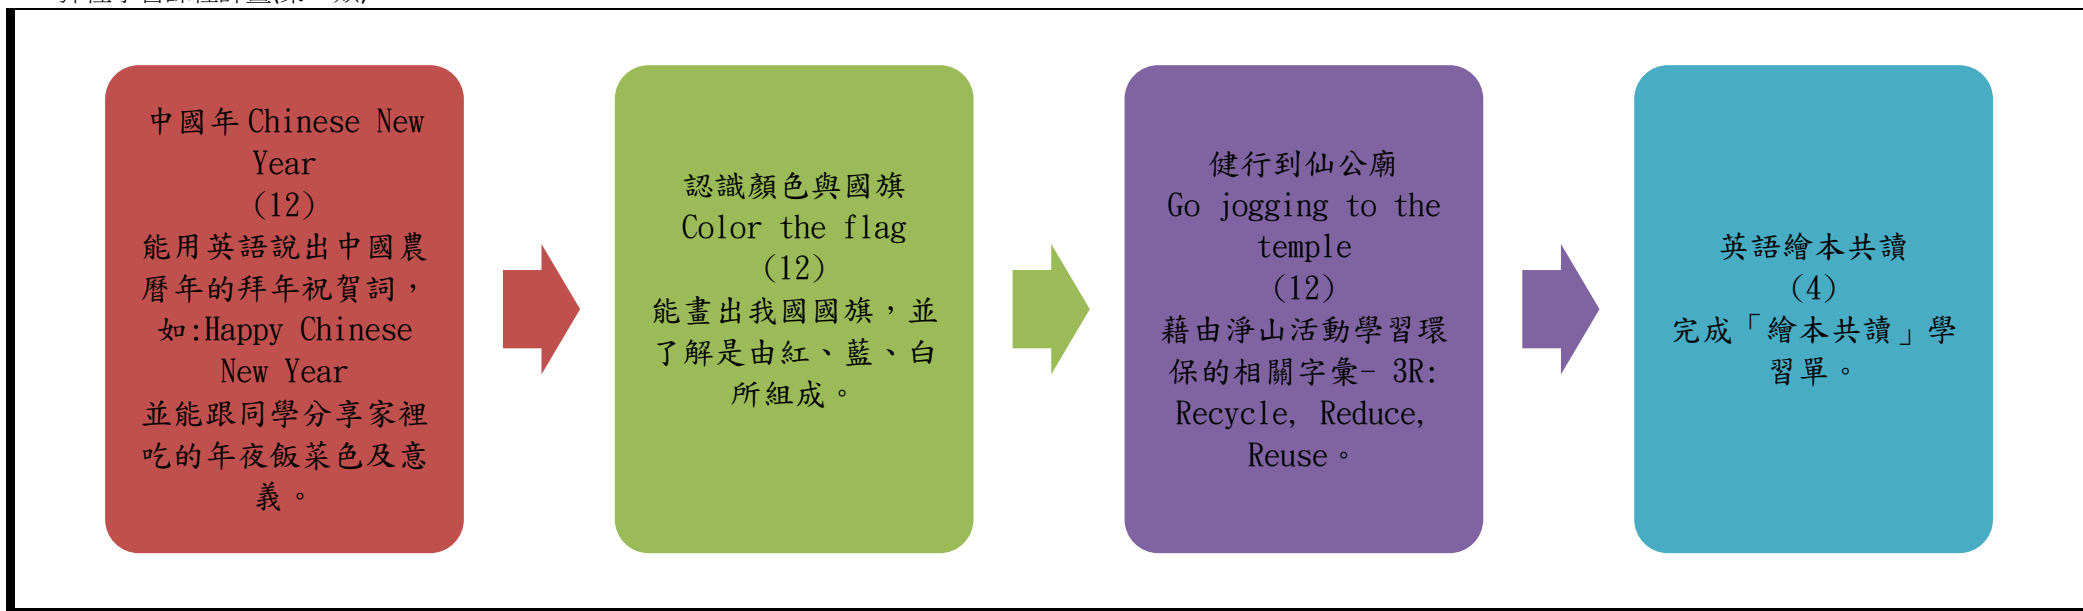 中國年 Chinese New
Year
(12)
能用英語說出中國農
曆年的拜年祝賀詞，
如:Happy Chinese
New Year
並能跟同學分享家裡
吃的年夜飯菜色及意
義。
認識顏色與國旗
Color the flag
(12)
能畫出我國國旗，並
了解是由紅、藍、白
所組成。
健行到仙公廟
Go jogging to the
temple
(12)
藉由淨山活動學習環
保的相關字彙- 3R:
Recycle, Reduce,
Reuse。
英語繪本共讀
(4)
完成「繪本共讀」學
習單。